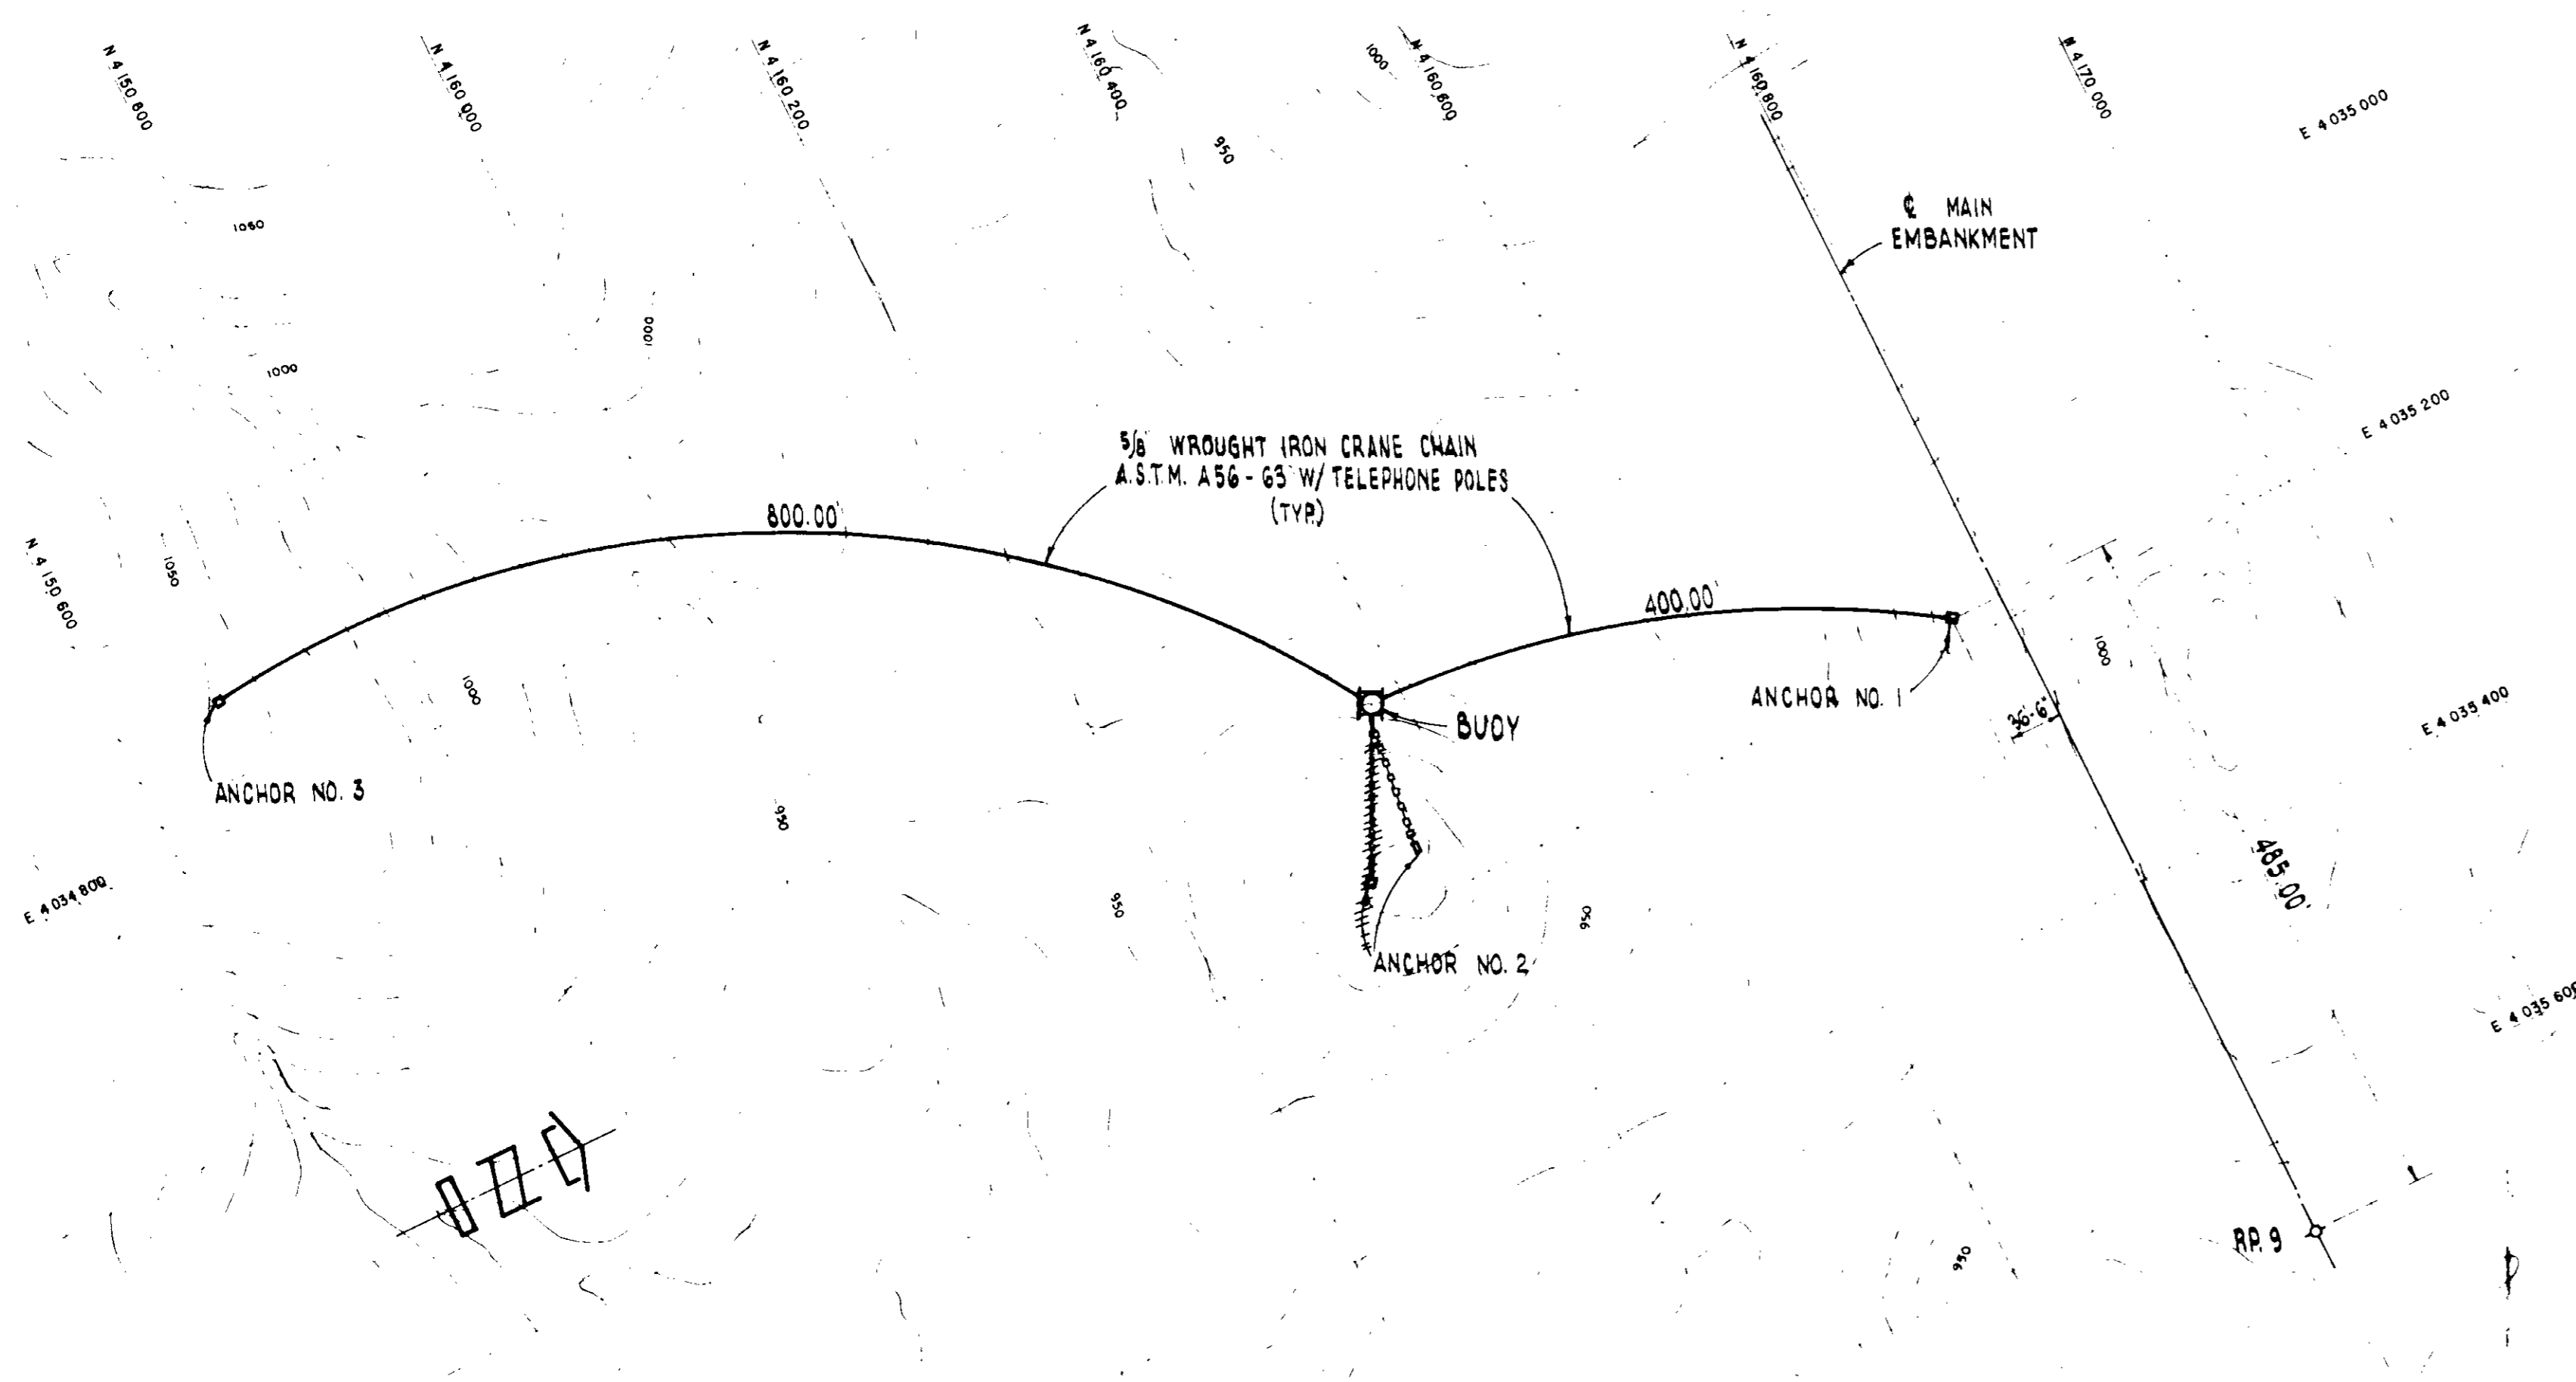 N 4 150 800
N 4 160 000
N 4 160 200
N 4 160 400
1000
N 4 160 600
N 4 160 800
N 4 170 000
E 4 035 000
950
1050
℄ MAIN
EMBANKMENT
1000
1000
E 4 035 200
5/8" WROUGHT IRON CRANE CHAIN
A.S.T.M. A56-63 W/ TELEPHONE POLES
(TYP.)
800.00'
N 4 150 600
1050
400.00'
1000
1000
ANCHOR NO. 1
36'-6"
E 4 035 400
BUOY
ANCHOR NO. 3
950
485.00'
E 4 034 800
950
950
ANCHOR NO. 2
E 4 035 600
R.P. 9
950